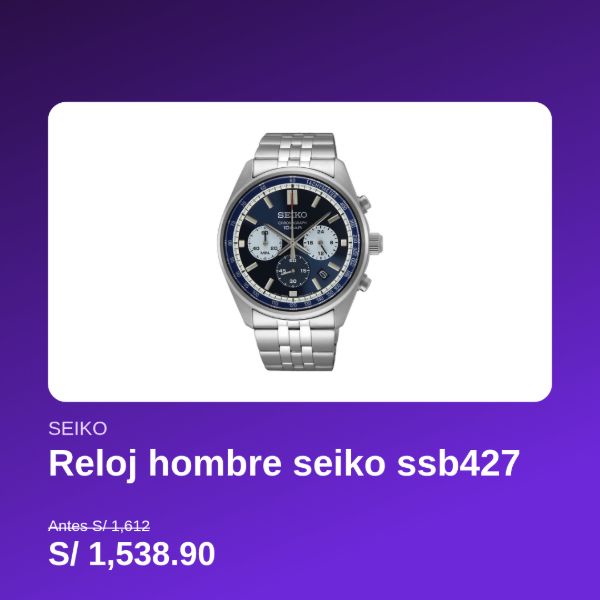 SEIKO
CHRONOGRAPH
10BAR
SEIKO
Reloj hombre seiko ssb427
Antes S/ 1,612
S/ 1,538.90